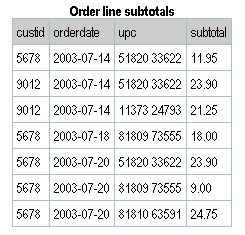 Order line subtotals
custid orderdate upc subtotal
5678 2003-07-14 51820 33622 11.95
9012 2003-07-14 51820 33622 23.90
9012 2003-07-14 11373 24793 21.25
5678 2003-07-18 81809 73555 18.00
5678 2003-07-20 51820 33622 23.90
5678 2003-07-20 81809 73555 9.00
5678 2003-07-20 81810 63591 24.75